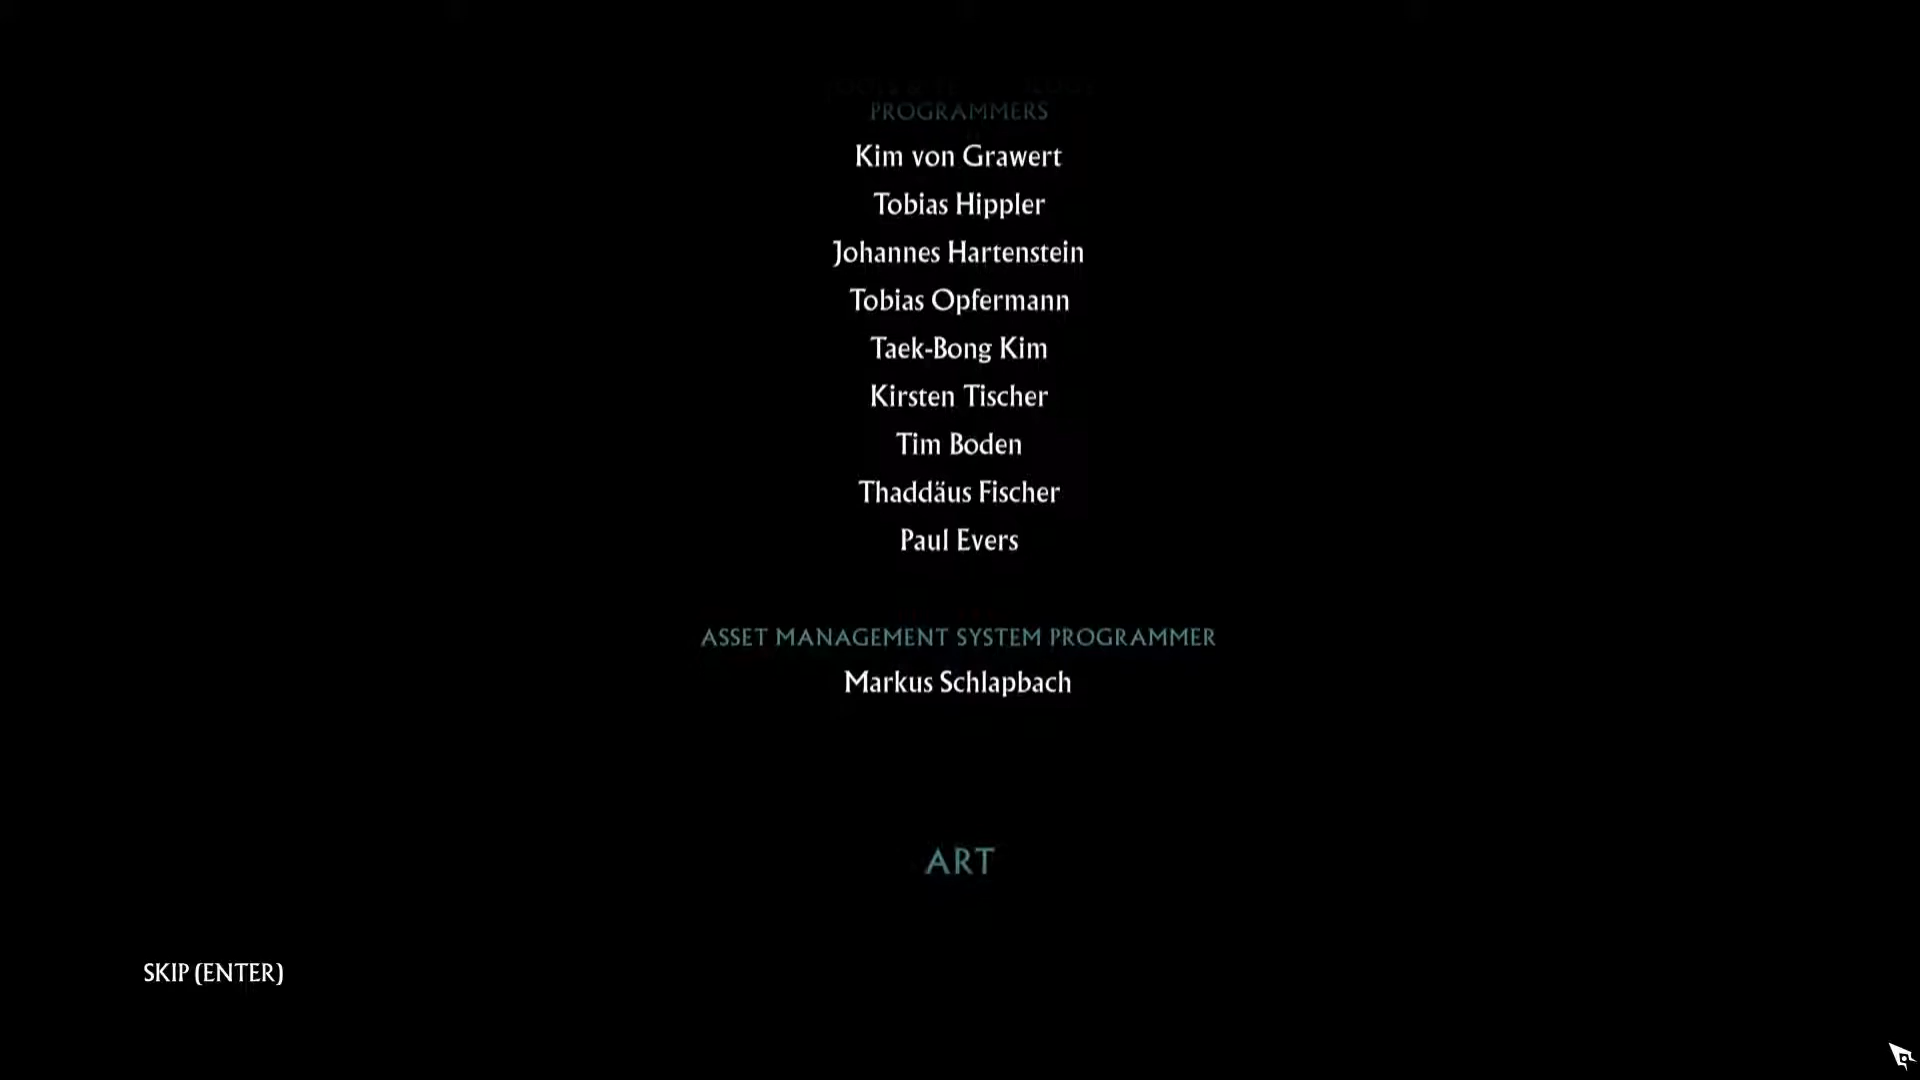 PROGRAMMERS
Kim von Grawert
Tobias Hippler
Johannes Hartenstein
Tobias Opfermann
Taek-Bong Kim
Kirsten Tischer
Tim Boden
Thaddäus Fischer
Paul Evers
ASSET MANAGEMENT SYSTEM PROGRAMMER
Markus Schlapbach
ART
SKIP (ENTER)